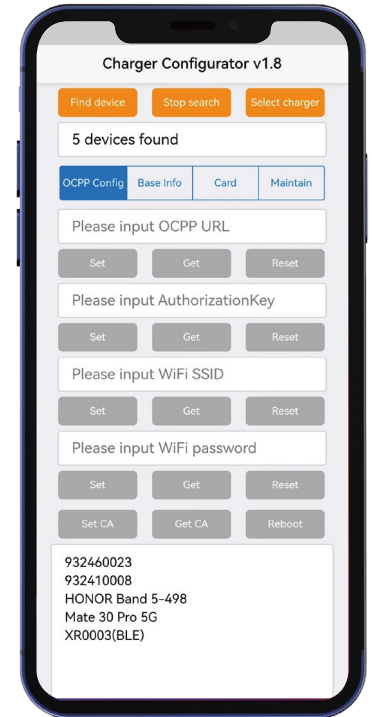 Charger Configurator v1.8
Find device Stop search Select charger
5 devices found
OCPP Config Base Info Card Maintain
Please input OCPP URL
Set Get Reset
Please input AuthorizationKey
Set Get Reset
Please input WiFi SSID
Set Get Reset
Please input WiFi password
Set Get Reset
Set CA Get CA Reboot
932460023
932410008
HONOR Band 5-498
Mate 30 Pro 5G
XR0003(BLE)